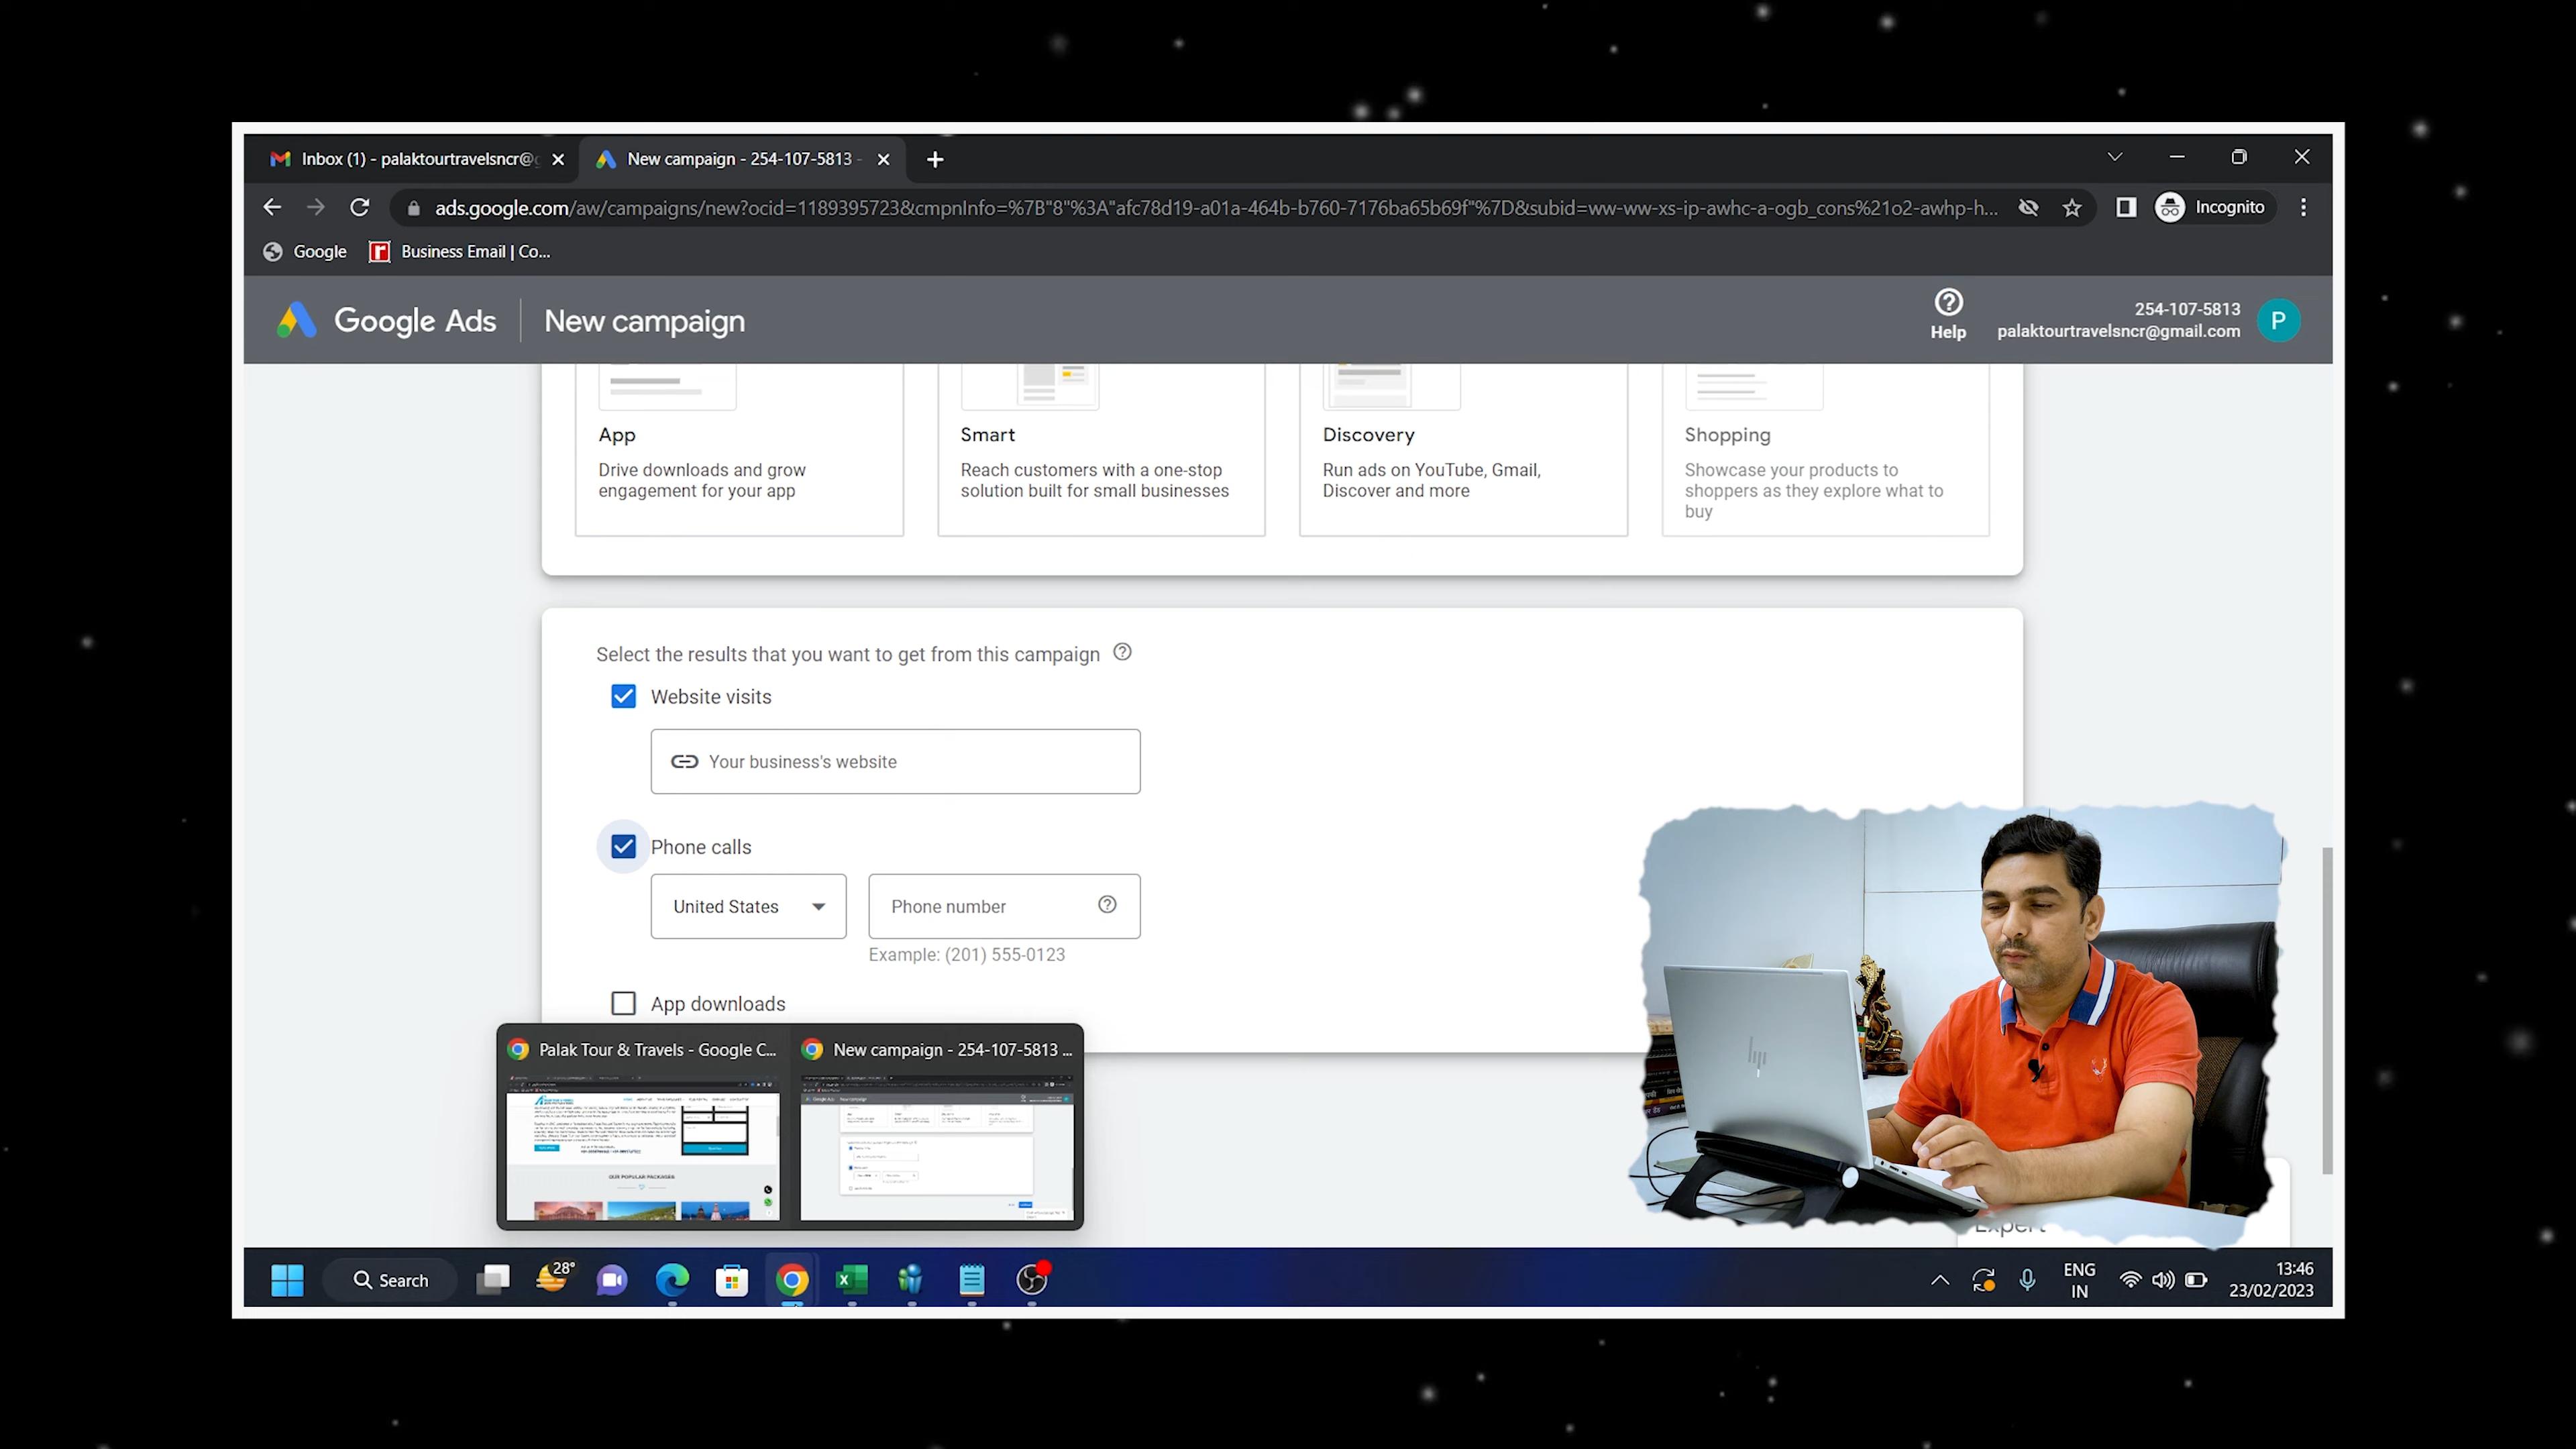 Inbox (1) - palaktourtravelsncr@g
New campaign - 254-107-5813 -
ads.google.com/aw/campaigns/new?ocid=1189395723&cmpnInfo=%7B"8"%3A"afc78d19-a01a-464b-b760-7176ba65b69f"%7D&subid=ww-ww-xs-ip-awhc-a-ogb_cons%21o2-awhp-h...
Incognito
Google
Business Email | Co...
Google Ads
New campaign
Help
254-107-5813
palaktourtravelsncr@gmail.com
P
App
Drive downloads and grow
engagement for your app
Smart
Reach customers with a one-stop
solution built for small businesses
Discovery
Run ads on YouTube, Gmail,
Discover and more
Shopping
Showcase your products to
shoppers as they explore what to
buy
Select the results that you want to get from this campaign
Website visits
Your business's website
Phone calls
United States
Phone number
Example: (201) 555-0123
App downloads
Palak Tour & Travels - Google C...
New campaign - 254-107-5813 ...
OUR POPULAR PACKAGES
hp
Expert
Search
28°
ENG
IN
13:46
23/02/2023